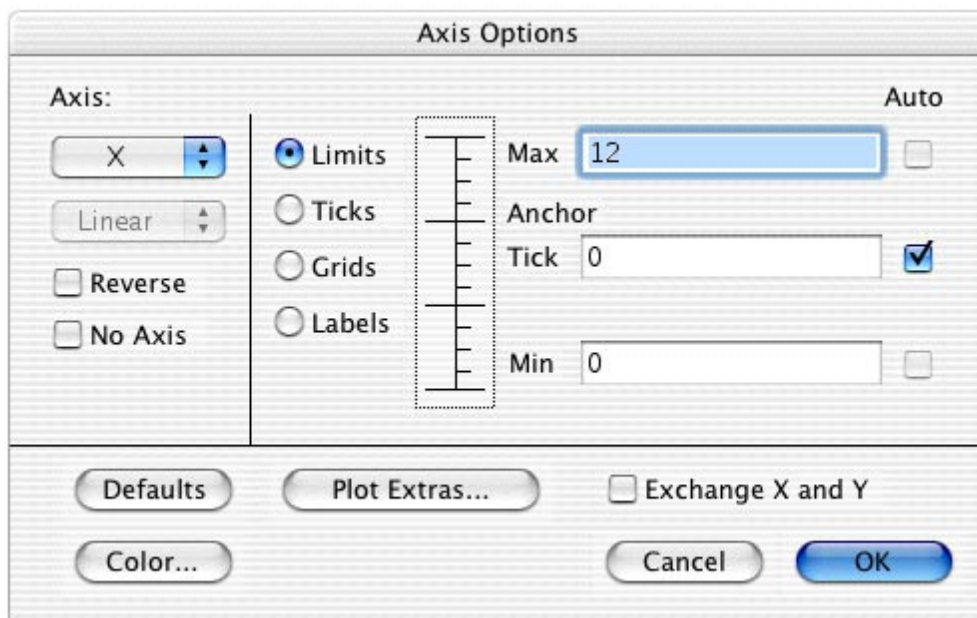 Axis Options
Axis:
Auto
X
Limits
Max 12
Linear
Ticks
Anchor
Tick 0
Reverse
Grids
No Axis
Labels
Min 0
Defaults
Plot Extras...
Exchange X and Y
Color...
Cancel
OK